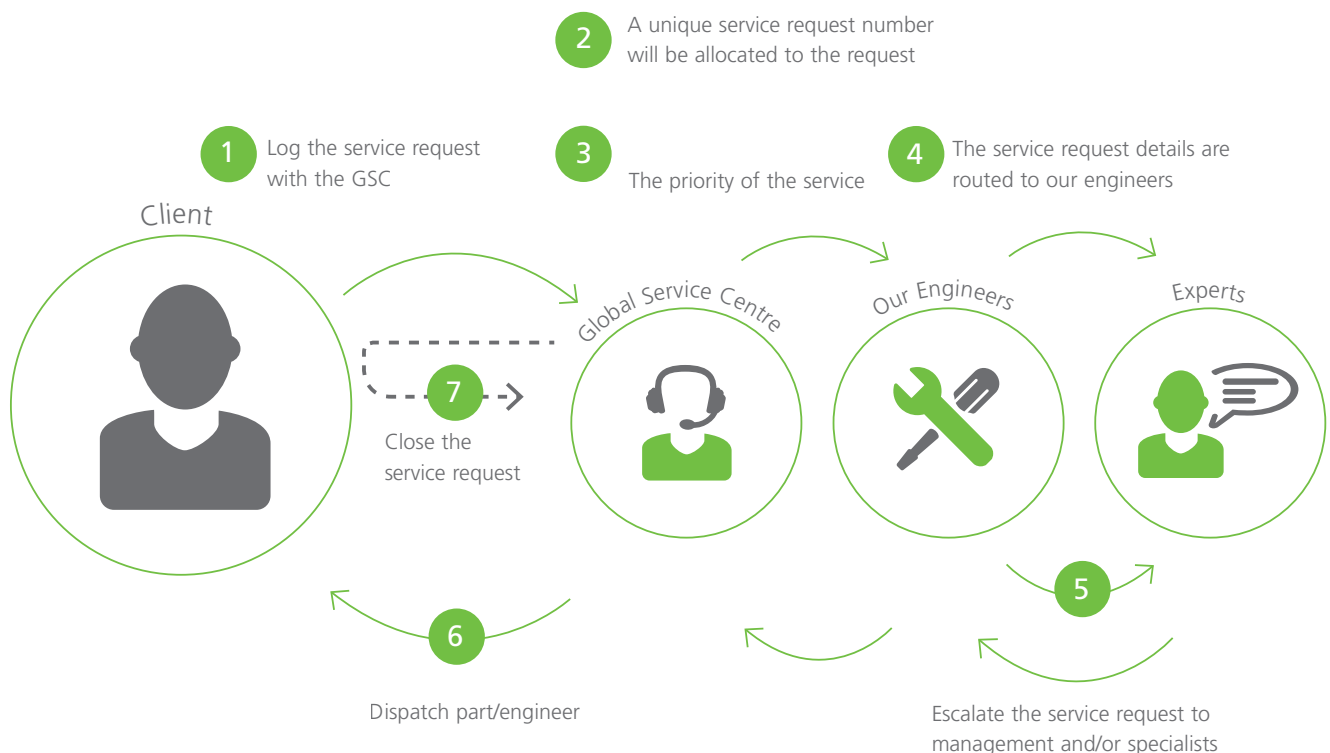 2
A unique service request number
will be allocated to the request
1
Log the service request
with the GSC
3
The priority of the service
4
The service request details are
routed to our engineers
Client
Global Service Centre
Our Engineers
Experts
7
Close the
service request
5
6
Dispatch part/engineer
Escalate the service request to
management and/or specialists